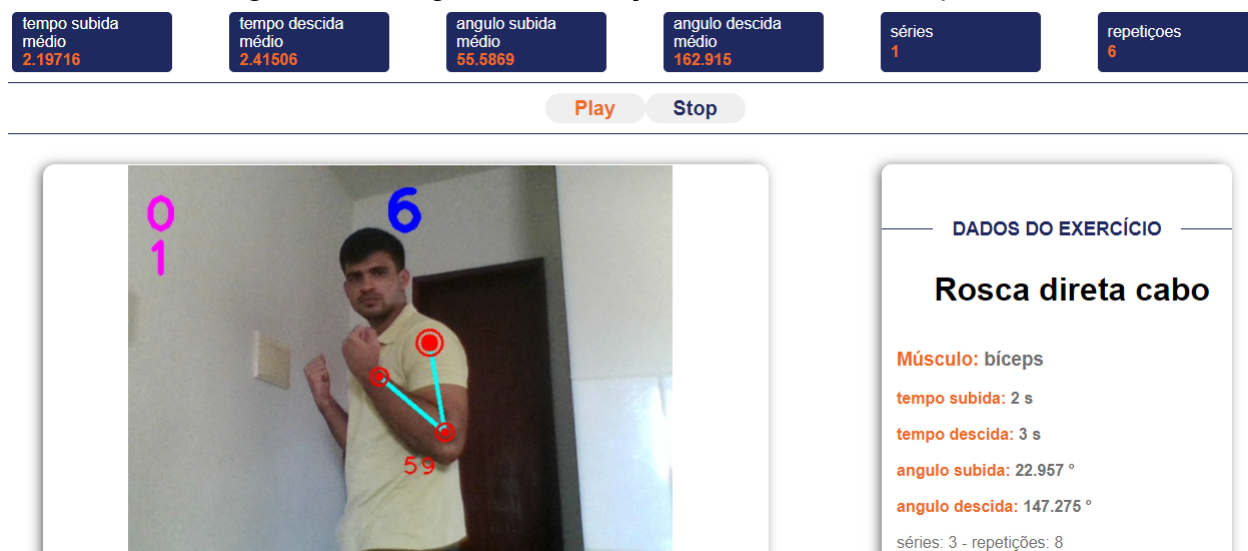 tempo subida
médio
2.19716
tempo descida
médio
2.41506
angulo subida
médio
55.5869
angulo descida
médio
162.915
séries
1
repetiçoes
6
Play
Stop
0
1
6
59
DADOS DO EXERCÍCIO
Rosca direta cabo
Músculo: bíceps
tempo subida: 2 s
tempo descida: 3 s
angulo subida: 22.957 °
angulo descida: 147.275 °
séries: 3 - repetições: 8